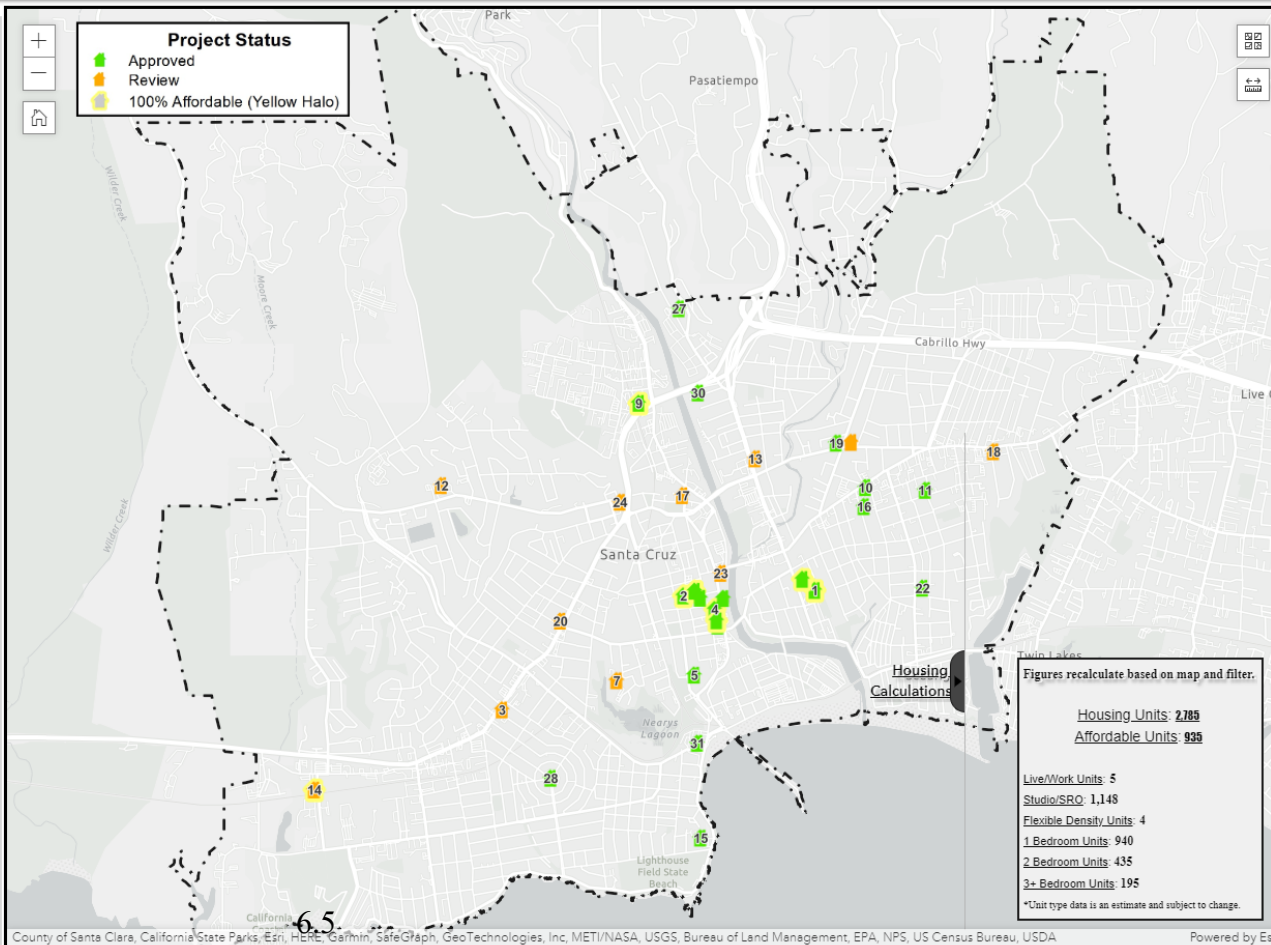 Project Status
Approved
Review
100% Affordable (Yellow Halo)
Park
Pasatiempo
Wilder Creek
Moore Creek
27
Cabrillo Hwy
Live
30
9
19
18
13
12
10
11
24
17
16
Santa Cruz
23
1
22
2
4
20
5
7
Housing
Calculations
Twin Lakes
3
Nearys
Lagoon
31
28
14
15
Lighthouse
Field State
Beach
Wilder Creek
Figures recalculate based on map and filter.
Housing Units: 2,785
Affordable Units: 935
Live/Work Units: 5
Studio/SRO: 1,148
Flexible Density Units: 4
1 Bedroom Units: 940
2 Bedroom Units: 435
3+ Bedroom Units: 195
*Unit type data is an estimate and subject to change.
California
6.5
County of Santa Clara, California State Parks, Esri, HERE, Garmin, SafeGraph, GeoTechnologies, Inc, METI/NASA, USGS, Bureau of Land Management, EPA, NPS, US Census Bureau, USDA
Powered by Es